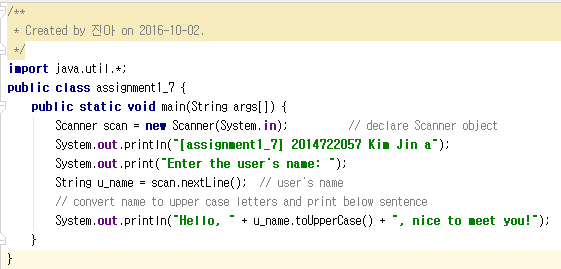 /**
 * Created by 진아 on 2016-10-02.
 */
import java.util.*;
public class assignment1_7 {
    public static void main(String args[]) {
        Scanner scan = new Scanner(System.in);          // declare Scanner object
        System.out.println("[assignment1_7] 2014722057 Kim Jin a");
        System.out.print("Enter the user's name: ");
        String u_name = scan.nextLine();  // user's name
        // convert name to upper case letters and print below sentence
        System.out.println("Hello, " + u_name.toUpperCase() + ", nice to meet you!");
    }
}